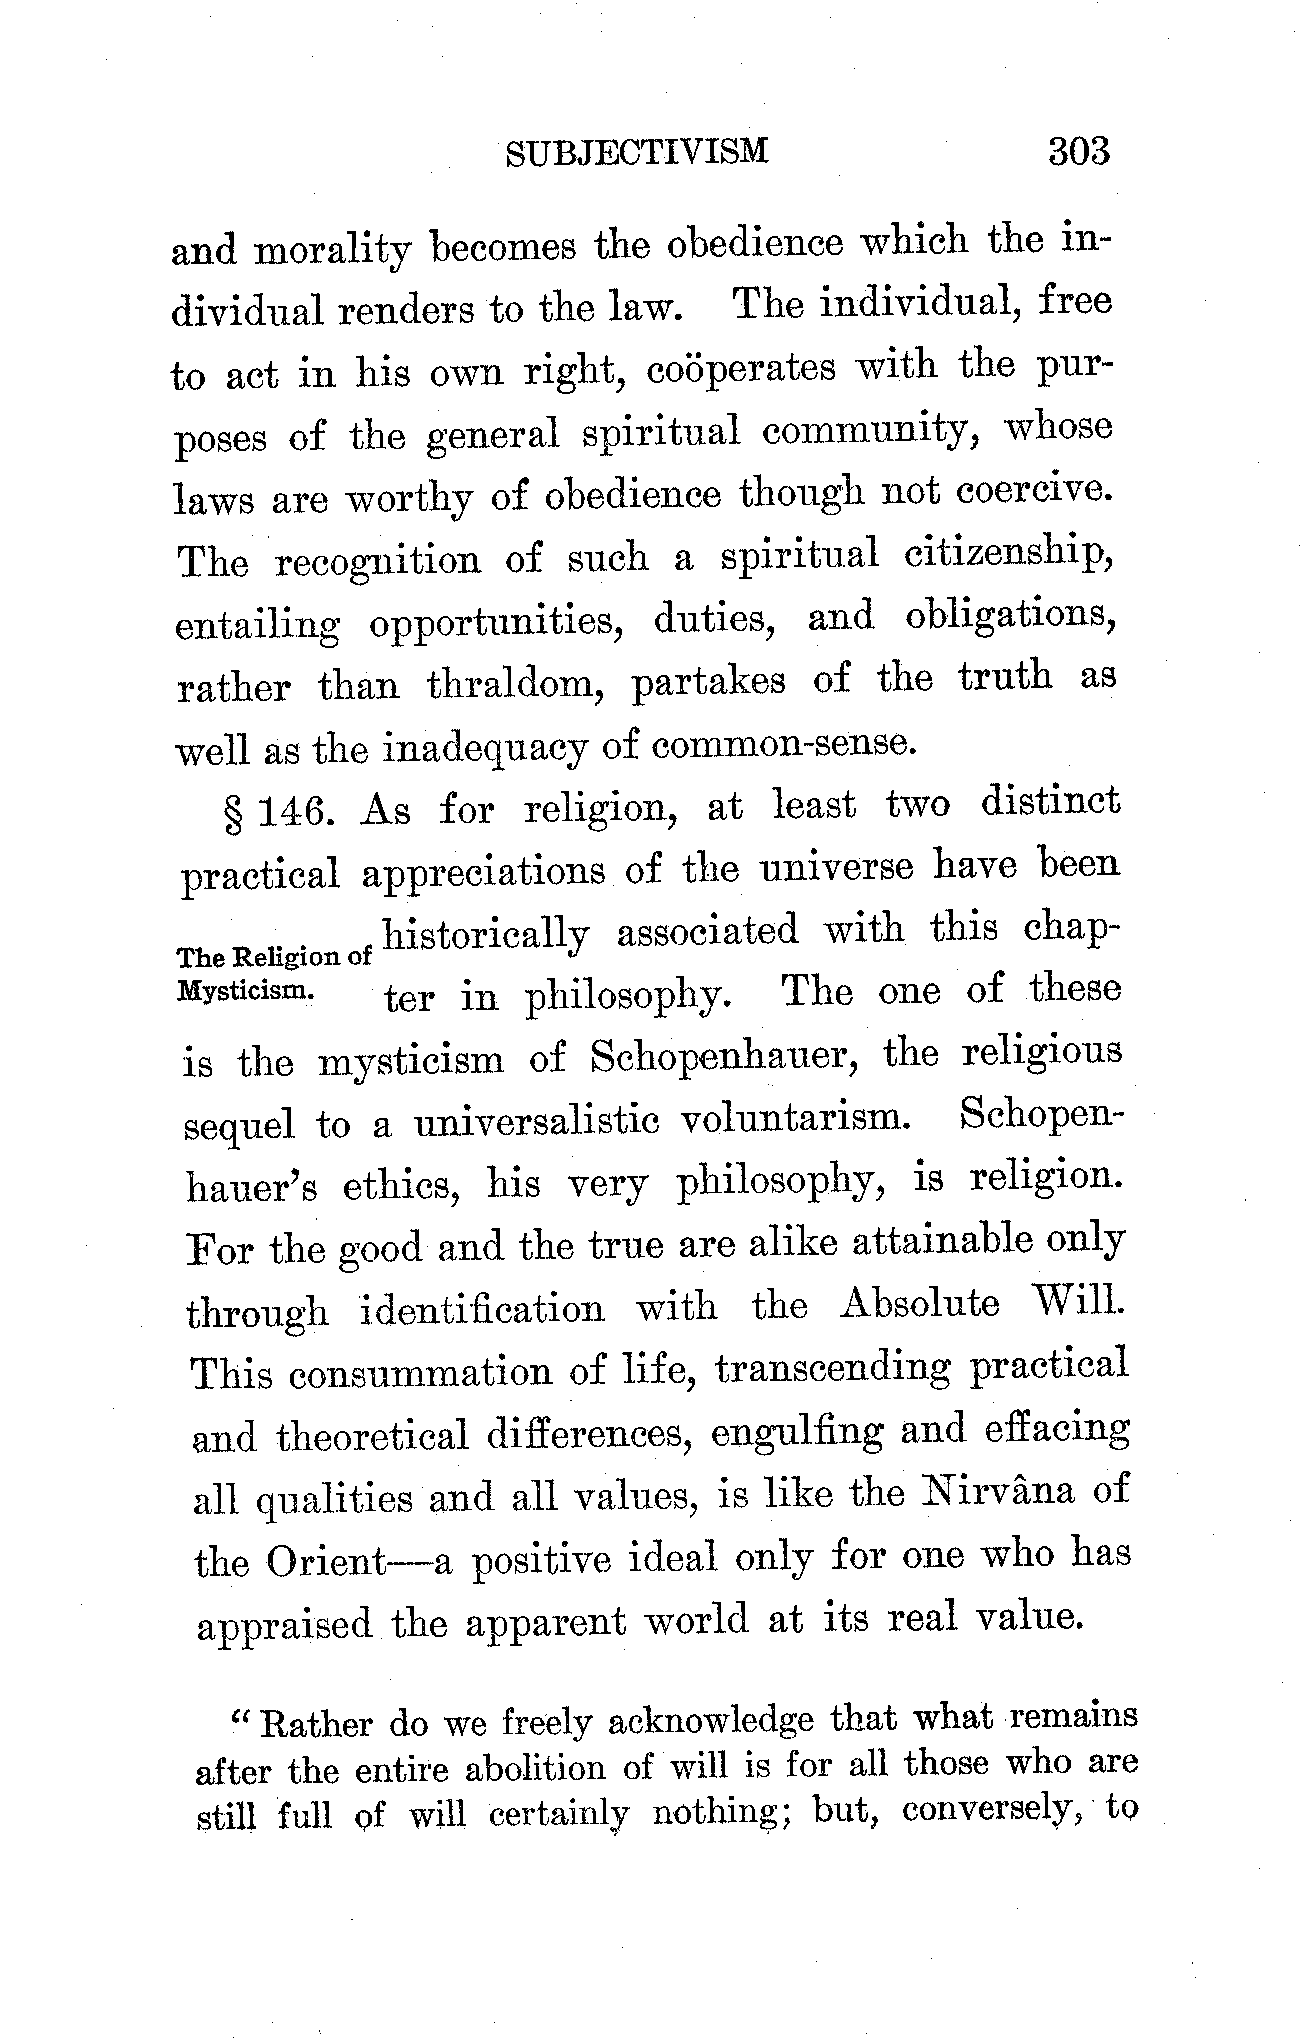 SUBJECTIVISM 303
and morality becomes the obedience which the in-
dividual renders to the law. The individual, free
to act in his own right, coöperates with the pur-
poses of the general spiritual community, whose
laws are worthy of obedience though not coercive.
The recognition of such a spiritual citizenship,
entailing opportunities, duties, and obligations,
rather than thraldom, partakes of the truth as
well as the inadequacy of common-sense.
§ 146. As for religion, at least two distinct
practical appreciations of the universe have been
The Religion of
Mysticism.
historically associated with this chap-
ter in philosophy. The one of these
is the mysticism of Schopenhauer, the religious
sequel to a universalistic voluntarism. Schopen-
hauer's ethics, his very philosophy, is religion.
For the good and the true are alike attainable only
through identification with the Absolute Will.
This consummation of life, transcending practical
and theoretical differences, engulfing and effacing
all qualities and all values, is like the Nirvâna of
the Orient—a positive ideal only for one who has
appraised the apparent world at its real value.
“Rather do we freely acknowledge that what remains
after the entire abolition of will is for all those who are
still full of will certainly nothing; but, conversely, to